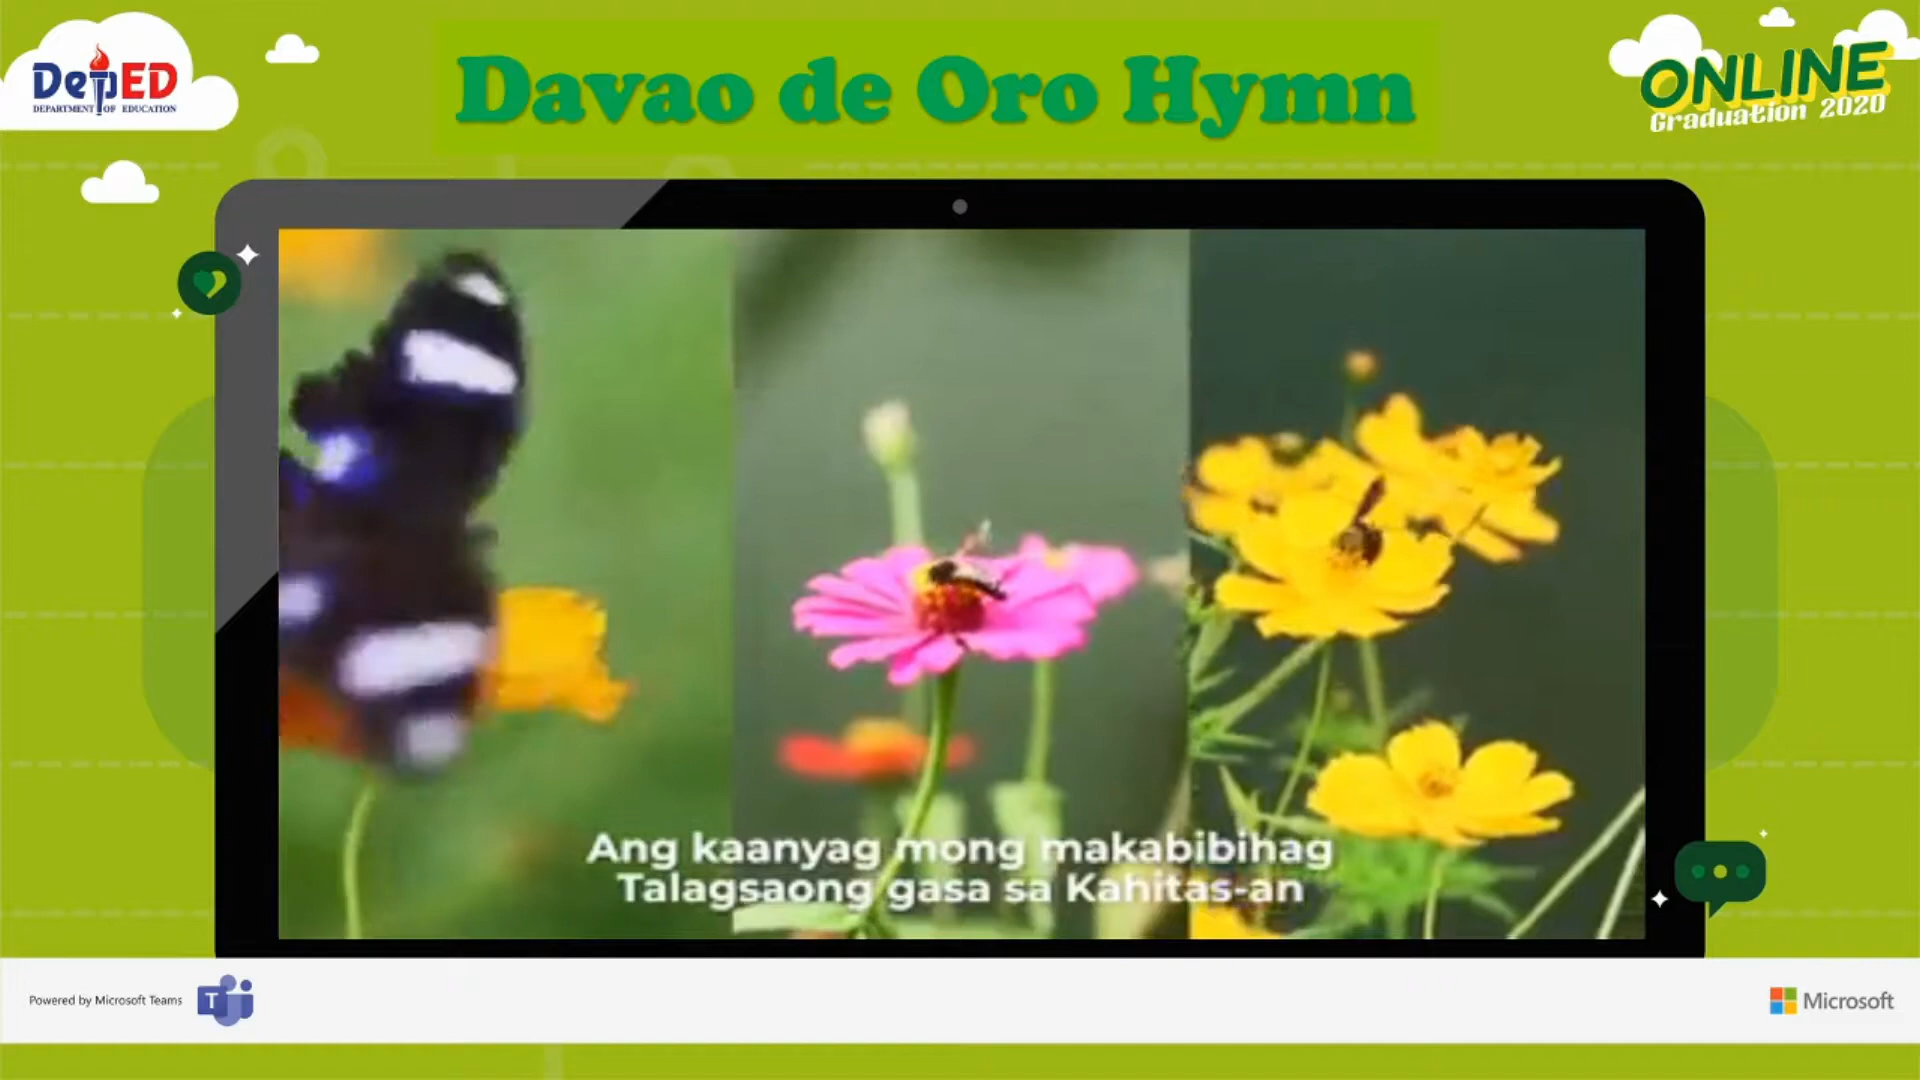 DepED
DEPARTMENT OF EDUCATION
Davao de Oro Hymn
ONLINE
Graduation 2020
Ang kaanyag mong makabibihag
Talagsaong gasa sa Kahitas-an
Powered by Microsoft Teams
T
Microsoft